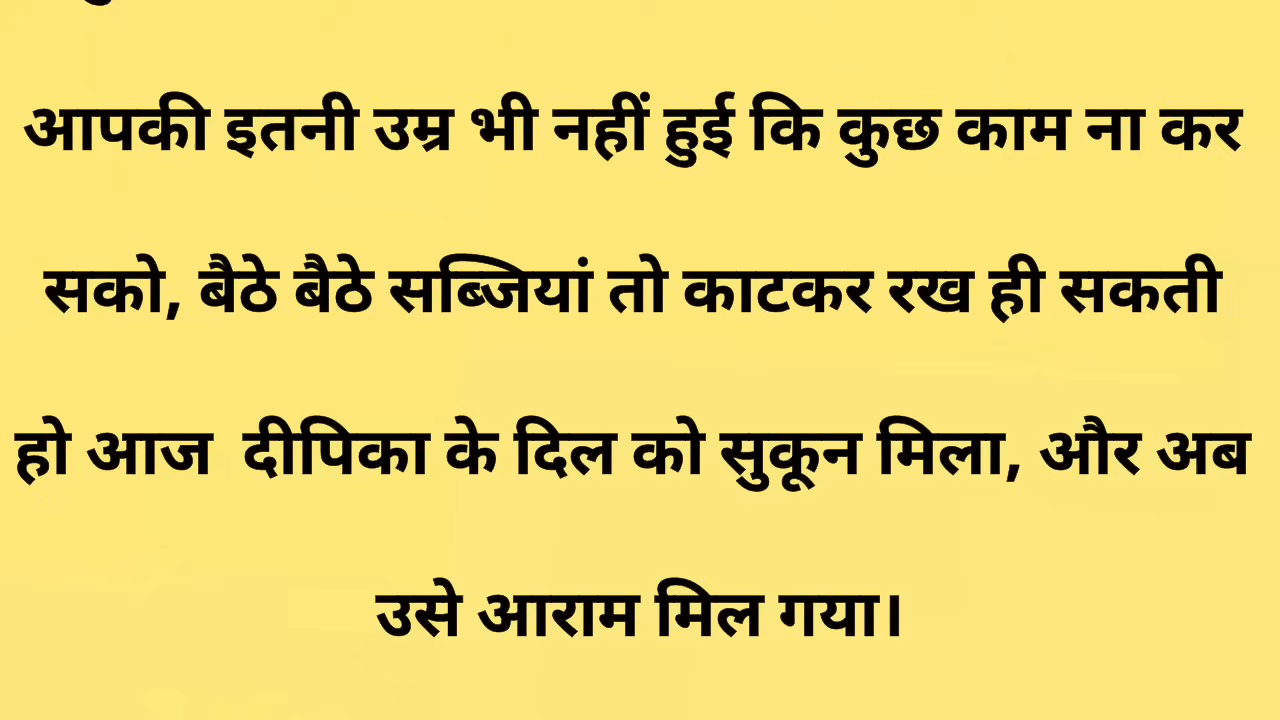 आपकी इतनी उम्र भी नहीं हुई कि कुछ काम ना कर
सको, बैठे बैठे सब्जियां तो काटकर रख ही सकती
हो आज  दीपिका के दिल को सुकून मिला, और अब
उसे आराम मिल गया।